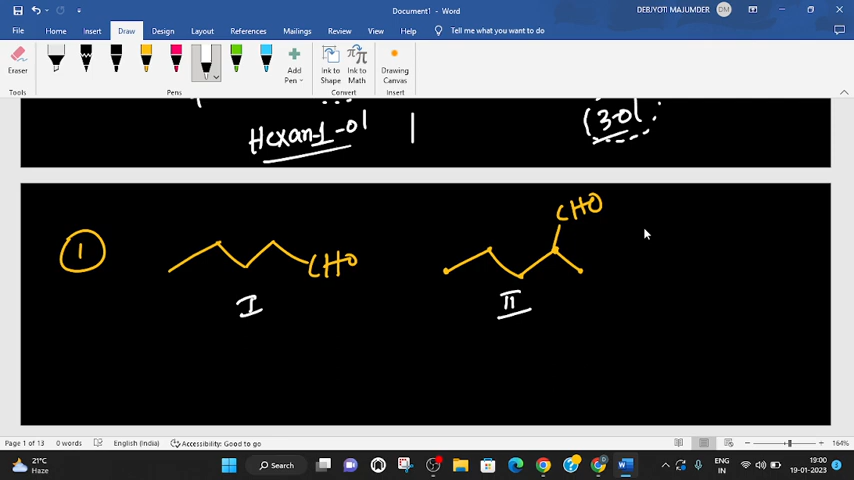 Document1 - Word
DEBJYOTI MAJUMDER
DM
File
Home
Insert
Draw
Design
Layout
References
Mailings
Review
View
Help
Tell me what you want to do
Eraser
Add
Pen
Ink to
Shape
Ink to
Math
Drawing
Canvas
Tools
Pens
Convert
Insert
Hexan-1-ol
(3-ol
1
CHO
CHO
I
II
Page 1 of 13
0 words
English (India)
Accessibility: Good to go
164%
21°C
Haze
Search
ENG
IN
19:00
19-01-2023